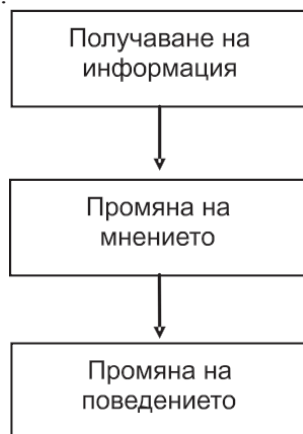 Получаване на
информация
Промяна на
мнението
Промяна на
поведението